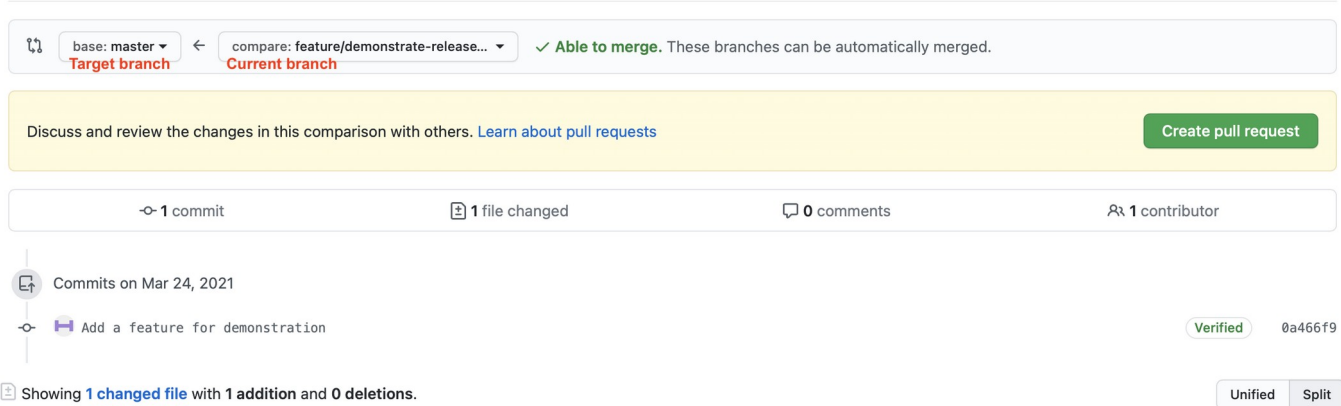 base: master ← compare: feature/demonstrate-release... ✓ Able to merge. These branches can be automatically merged.
Target branch Current branch
Discuss and review the changes in this comparison with others. Learn about pull requests Create pull request
1 commit 1 file changed 0 comments 1 contributor
Commits on Mar 24, 2021
Add a feature for demonstration Verified 0a466f9
Showing 1 changed file with 1 addition and 0 deletions. Unified Split